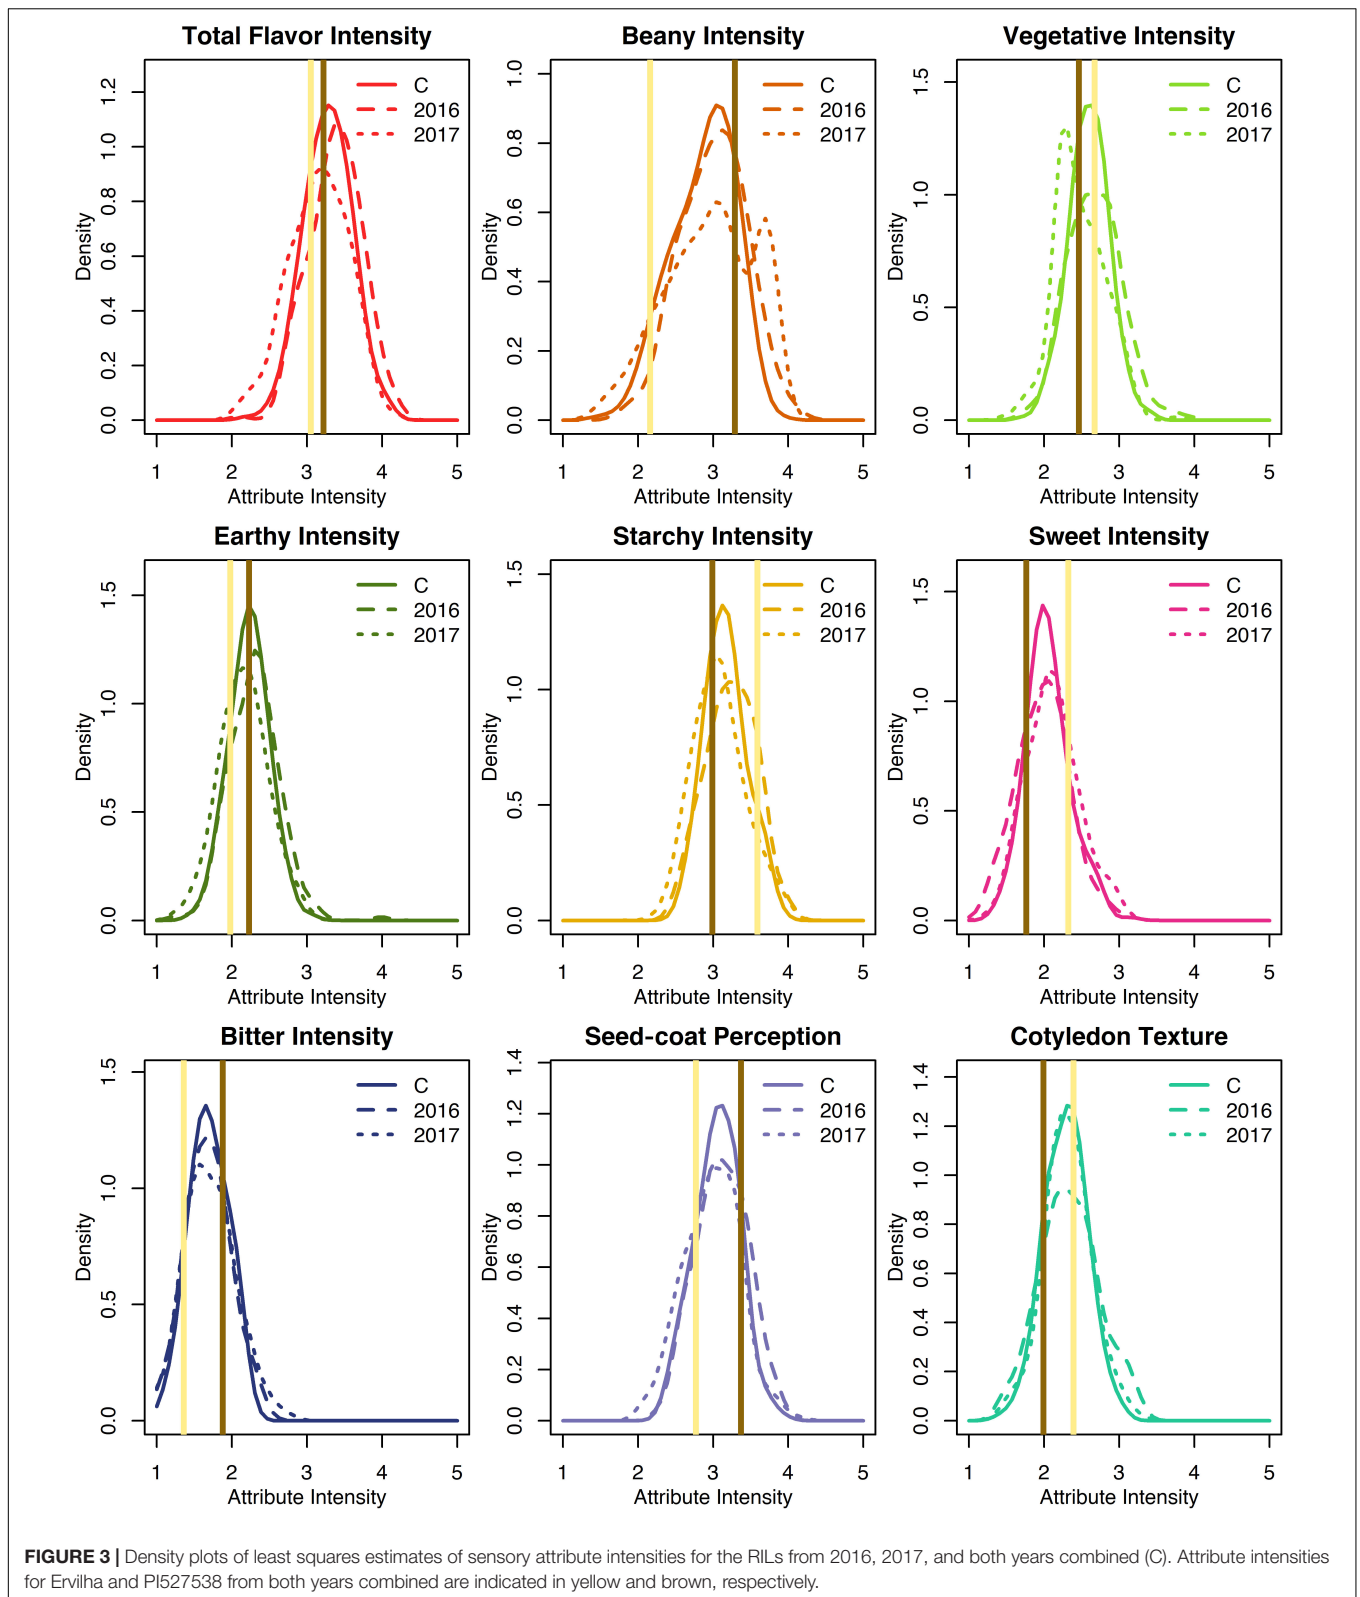 Total Flavor Intensity
Density
0.0 0.2 0.4 0.6 0.8 1.0 1.2
C
2016
2017
1 2 3 4 5
Attribute Intensity
Beany Intensity
Density
0.0 0.2 0.4 0.6 0.8 1.0
C
2016
2017
1 2 3 4 5
Attribute Intensity
Vegetative Intensity
Density
0.0 0.5 1.0 1.5
C
2016
2017
1 2 3 4 5
Attribute Intensity
Earthy Intensity
Density
0.0 0.5 1.0 1.5
C
2016
2017
1 2 3 4 5
Attribute Intensity
Starchy Intensity
Density
0.0 0.5 1.0 1.5
C
2016
2017
1 2 3 4 5
Attribute Intensity
Sweet Intensity
Density
0.0 0.5 1.0 1.5
C
2016
2017
1 2 3 4 5
Attribute Intensity
Bitter Intensity
Density
0.0 0.5 1.0 1.5
C
2016
2017
1 2 3 4 5
Attribute Intensity
Seed-coat Perception
Density
0.0 0.2 0.4 0.6 0.8 1.0 1.2 1.4
C
2016
2017
1 2 3 4 5
Attribute Intensity
Cotyledon Texture
Density
0.0 0.2 0.4 0.6 0.8 1.0 1.2 1.4
C
2016
2017
1 2 3 4 5
Attribute Intensity
FIGURE 3 | Density plots of least squares estimates of sensory attribute intensities for the RILs from 2016, 2017, and both years combined (C). Attribute intensities
for Ervilha and PI527538 from both years combined are indicated in yellow and brown, respectively.